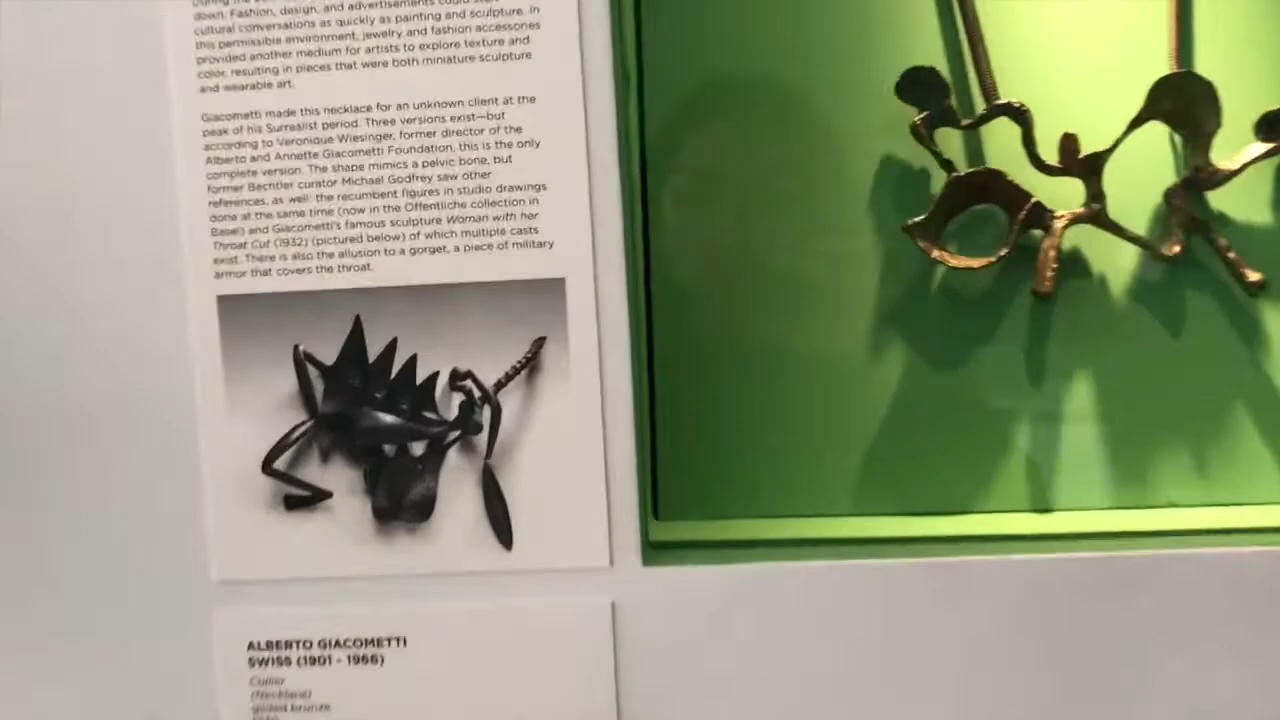 down. Fashion, design, and advertisements could
cultural conversations as quickly as painting and sculpture. In
this permissible environment, jewelry and fashion accessories
provided another medium for artists to explore texture and
color, resulting in pieces that were both miniature sculpture
and wearable art.
Giacometti made this necklace for an unknown client at the
peak of his Surrealist period. Three versions exist—but
according to Veronique Wiesinger, former director of the
Alberto and Annette Giacometti Foundation, this is the only
complete version. The shape mimics a pelvic bone, but
former Bechtler curator Michael Godfrey saw other
references, as well: the recumbent figures in studio drawings
done at the same time (now in the Offentliche collection in
Basel) and Giacometti's famous sculpture Woman with her
Throat Cut (1932) (pictured below) of which multiple casts
exist. There is also the allusion to a gorget, a piece of military
armor that covers the throat.
ALBERTO GIACOMETTI
SWISS (1901 - 1966)
Collier
(Necklace)
gilded bronze